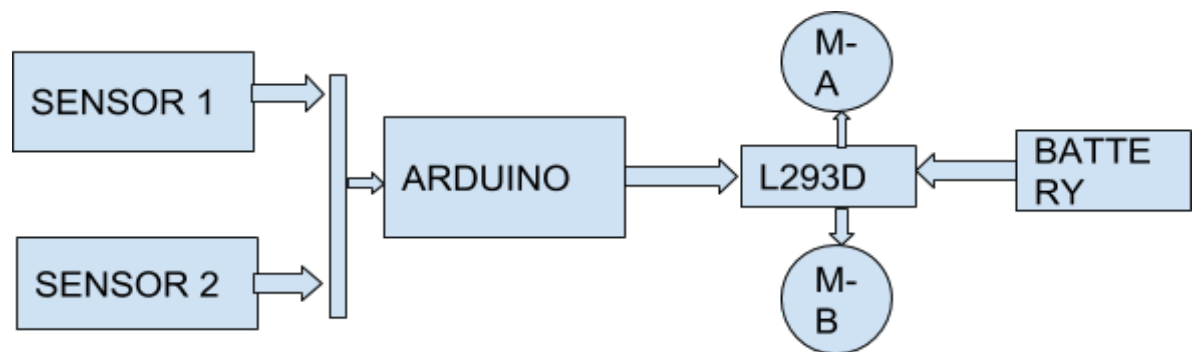 SENSOR 1
SENSOR 2
ARDUINO
M-
A
L293D
M-
B
BATTE
RY